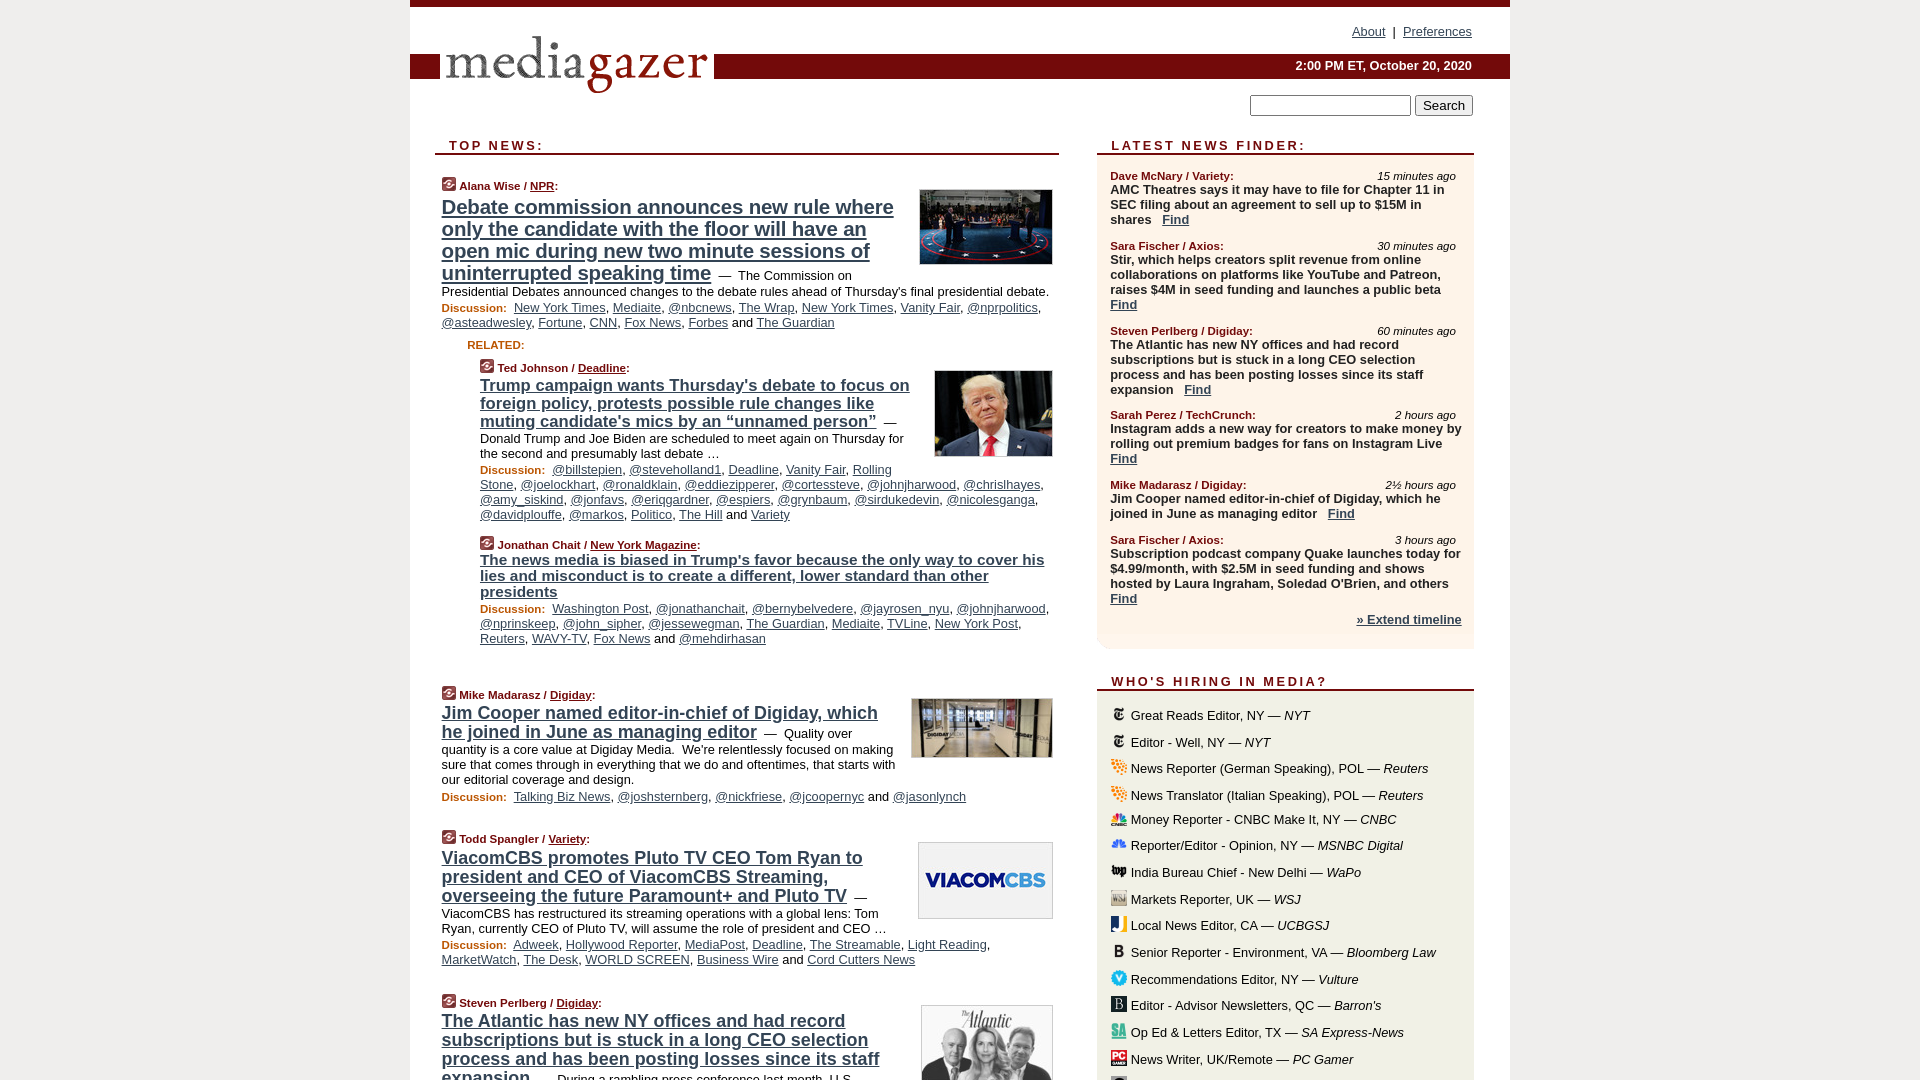 About | Preferences
mediagazer
2:00 PM ET, October 20, 2020
Search
TOP NEWS:
Alana Wise / NPR:
Debate commission announces new rule where
only the candidate with the floor will have an
open mic during new two minute sessions of
uninterrupted speaking time — The Commission on
Presidential Debates announced changes to the debate rules ahead of Thursday's final presidential debate.
Discussion: New York Times, Mediaite, @nbcnews, The Wrap, New York Times, Vanity Fair, @nprpolitics,
@asteadwesley, Fortune, CNN, Fox News, Forbes and The Guardian
RELATED:
Ted Johnson / Deadline:
Trump campaign wants Thursday's debate to focus on
foreign policy, protests possible rule changes like
muting candidate's mics by an “unnamed person” —
Donald Trump and Joe Biden are scheduled to meet again on Thursday for
the second and presumably last debate …
Discussion: @billstepien, @steveholland1, Deadline, Vanity Fair, Rolling
Stone, @joelockhart, @ronaldklain, @eddiezipperer, @cortessteve, @johnjharwood, @chrislhayes,
@amy_siskind, @jonfavs, @eriqgardner, @espiers, @grynbaum, @sirdukedevin, @nicolesganga,
@davidplouffe, @markos, Politico, The Hill and Variety
Jonathan Chait / New York Magazine:
The news media is biased in Trump's favor because the only way to cover his
lies and misconduct is to create a different, lower standard than other
presidents
Discussion: Washington Post, @jonathanchait, @bernybelvedere, @jayrosen_nyu, @johnjharwood,
@nprinskeep, @john_sipher, @jessewegman, The Guardian, Mediaite, TVLine, New York Post,
Reuters, WAVY-TV, Fox News and @mehdirhasan
Mike Madarasz / Digiday:
Jim Cooper named editor-in-chief of Digiday, which
he joined in June as managing editor — Quality over
quantity is a core value at Digiday Media. We're relentlessly focused on making
sure that comes through in everything that we do and oftentimes, that starts with
our editorial coverage and design.
Discussion: Talking Biz News, @joshsternberg, @nickfriese, @jcoopernyc and @jasonlynch
Todd Spangler / Variety:
ViacomCBS promotes Pluto TV CEO Tom Ryan to
president and CEO of ViacomCBS Streaming,
overseeing the future Paramount+ and Pluto TV —
ViacomCBS has restructured its streaming operations with a global lens: Tom
Ryan, currently CEO of Pluto TV, will assume the role of president and CEO …
VIACOMCBS
Discussion: Adweek, Hollywood Reporter, MediaPost, Deadline, The Streamable, Light Reading,
MarketWatch, The Desk, WORLD SCREEN, Business Wire and Cord Cutters News
Steven Perlberg / Digiday:
The Atlantic has new NY offices and had record
subscriptions but is stuck in a long CEO selection
process and has been posting losses since its staff
expansion — During a rambling press conference last month, U.S.
The Atlantic
LATEST NEWS FINDER:
Dave McNary / Variety: 15 minutes ago
AMC Theatres says it may have to file for Chapter 11 in
SEC filing about an agreement to sell up to $15M in
shares Find
Sara Fischer / Axios: 30 minutes ago
Stir, which helps creators split revenue from online
collaborations on platforms like YouTube and Patreon,
raises $4M in seed funding and launches a public beta
Find
Steven Perlberg / Digiday: 60 minutes ago
The Atlantic has new NY offices and had record
subscriptions but is stuck in a long CEO selection
process and has been posting losses since its staff
expansion Find
Sarah Perez / TechCrunch: 2 hours ago
Instagram adds a new way for creators to make money by
rolling out premium badges for fans on Instagram Live
Find
Mike Madarasz / Digiday: 2½ hours ago
Jim Cooper named editor-in-chief of Digiday, which he
joined in June as managing editor Find
Sara Fischer / Axios: 3 hours ago
Subscription podcast company Quake launches today for
$4.99/month, with $2.5M in seed funding and shows
hosted by Laura Ingraham, Soledad O'Brien, and others
Find
» Extend timeline
WHO'S HIRING IN MEDIA?
Great Reads Editor, NY — NYT
Editor - Well, NY — NYT
News Reporter (German Speaking), POL — Reuters
News Translator (Italian Speaking), POL — Reuters
Money Reporter - CNBC Make It, NY — CNBC
Reporter/Editor - Opinion, NY — MSNBC Digital
India Bureau Chief - New Delhi — WaPo
Markets Reporter, UK — WSJ
Local News Editor, CA — UCBGSJ
Senior Reporter - Environment, VA — Bloomberg Law
Recommendations Editor, NY — Vulture
Editor - Advisor Newsletters, QC — Barron's
Op Ed & Letters Editor, TX — SA Express-News
News Writer, UK/Remote — PC Gamer